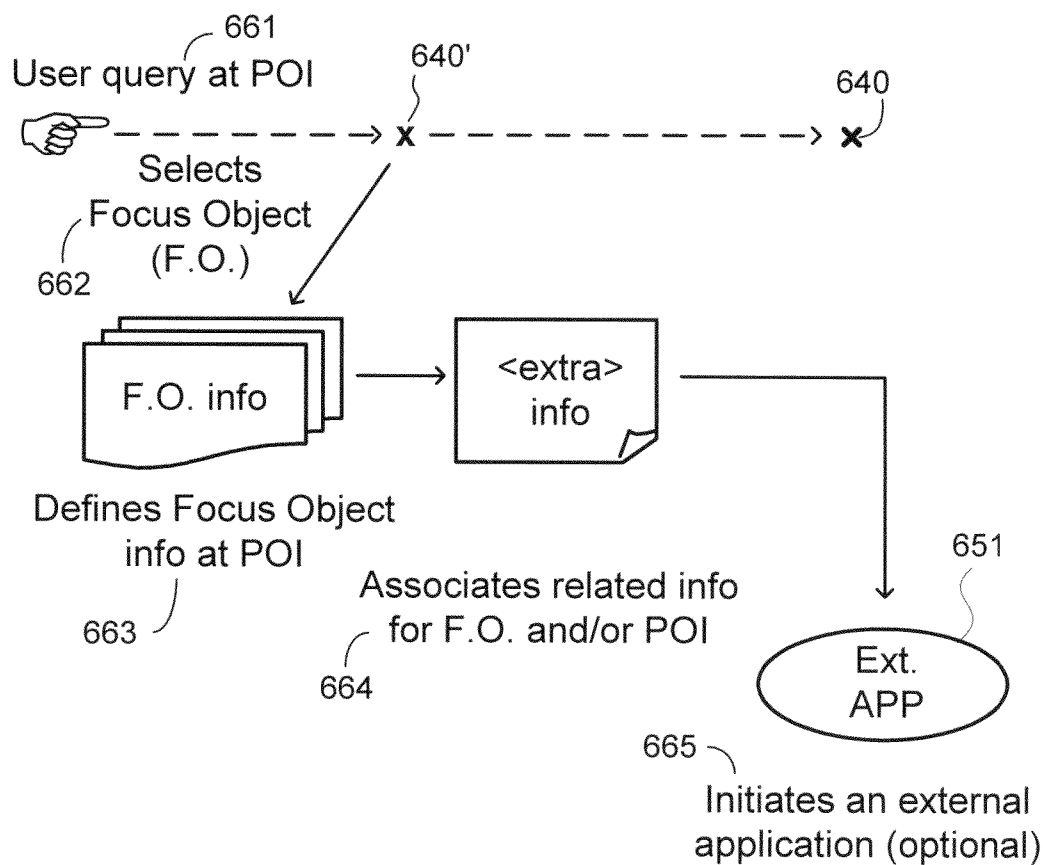 661
User query at POI
640'
640
x
x
Selects
Focus Object
(F.O.)
662
F.O. info
<extra>
info
Defines Focus Object
info at POI
663
Associates related info
for F.O. and/or POI
664
651
Ext.
APP
665
Initiates an external
application (optional)